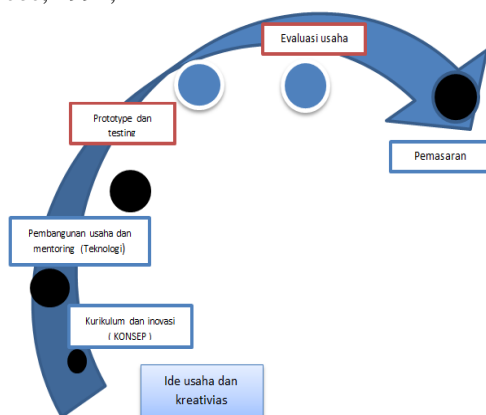 Evaluasi usaha
Prototype dan
testing
Pemasaran
Pembangunan usaha dan
mentoring (Teknologi)
Kurikulum dan inovasi
( KONSEP )
Ide usaha dan
kreativias